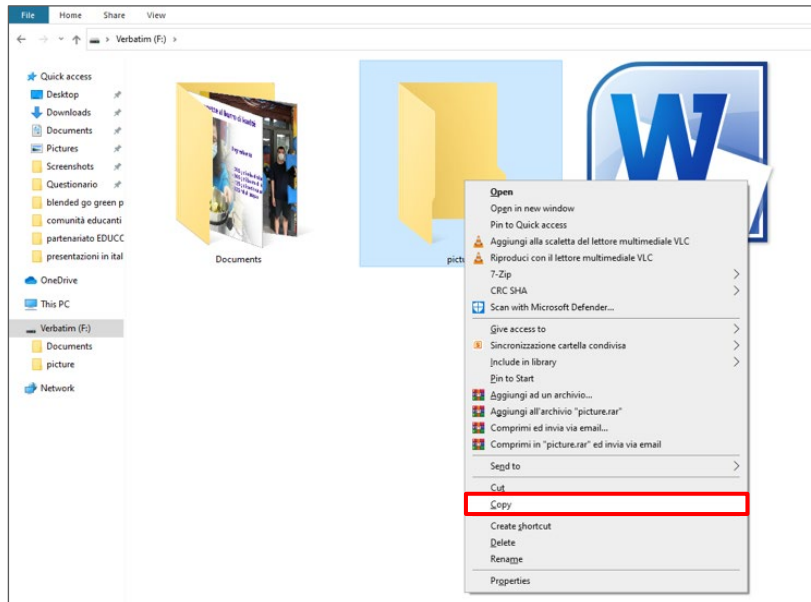 File Home Share View
Verbatim (F:)
Quick access
Desktop
Downloads
Documents
Pictures
Screenshots
Questionario
blended go green p
comunità educanti
partenariato EDUCC
presentazioni in ital
OneDrive
This PC
Verbatim (F:)
Documents
picture
Network
Documents
pictu
W
Open
Open in new window
Pin to Quick access
Aggiungi alla scaletta del lettore multimediale VLC
Riproduci con il lettore multimediale VLC
7-Zip
CRC SHA
Scan with Microsoft Defender...
Give access to
Sincronizzazione cartella condivisa
Include in library
Pin to Start
Aggiungi ad un archivio...
Aggiungi all'archivio "picture.rar"
Comprimi ed invia via email...
Comprimi in "picture.rar" ed invia via email
Send to
Cut
Copy
Create shortcut
Delete
Rename
Properties